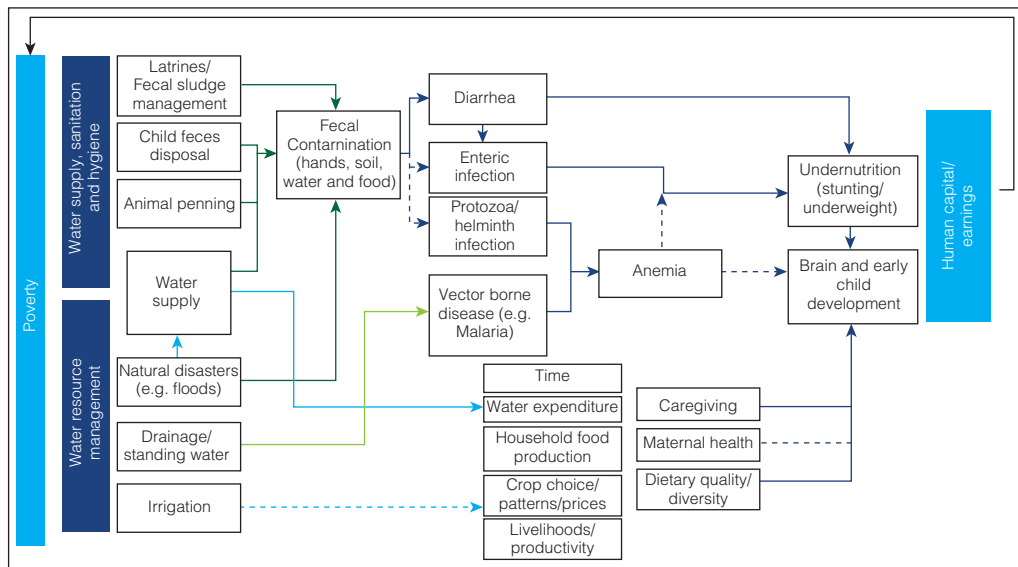 Poverty
Water supply, sanitation
and hygiene
Water resource
management
Latrines/
Fecal sludge
management
Child feces
disposal
Animal penning
Water
supply
Natural disasters
(e.g. floods)
Drainage/
standing water
Irrigation
Fecal
Contarnination
(hands, soil,
water and food)
Diarrhea
Enteric
infection
Protozoa/
helminth
infection
Vector borne
disease (e.g.
Malaria)
Anemia
Time
Water expenditure
Household food
production
Crop choice/
patterns/prices
Livelihoods/
productivity
Caregiving
Maternal health
Dietary quality/
diversity
Undernutrition
(stunting/
underweight)
Brain and early
child
development
Human capital/
earnings